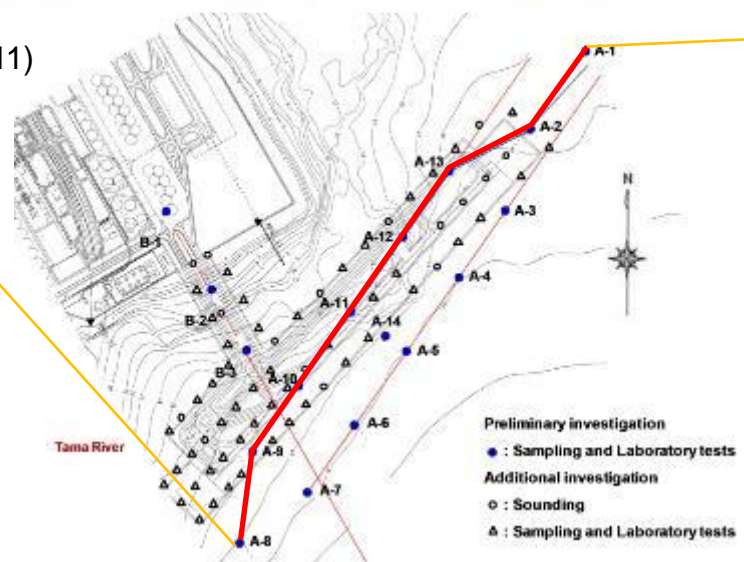 11)
A-1
A-2
A-13
A-3
A-12
B-1
A-4
A-11
B-2
A-14
A-5
B-3
A-10
A-6
A-9
A-7
A-8
N
Tama River
Preliminary investigation
: Sampling and Laboratory tests
Additional investigation
: Sounding
: Sampling and Laboratory tests